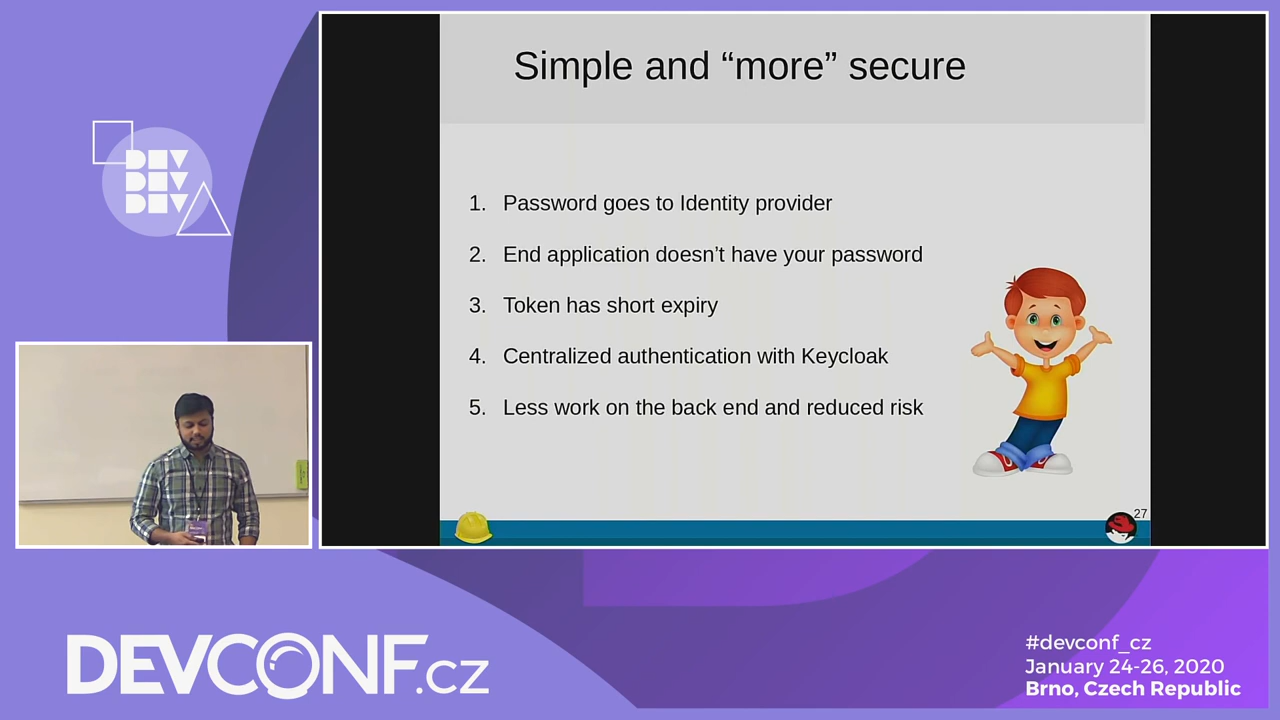 Simple and “more” secure
1. Password goes to Identity provider
2. End application doesn’t have your password
3. Token has short expiry
4. Centralized authentication with Keycloak
5. Less work on the back end and reduced risk
27
DEV
DEV
DEV
DEVCONF.cz
#devconf_cz
January 24-26, 2020
Brno, Czech Republic